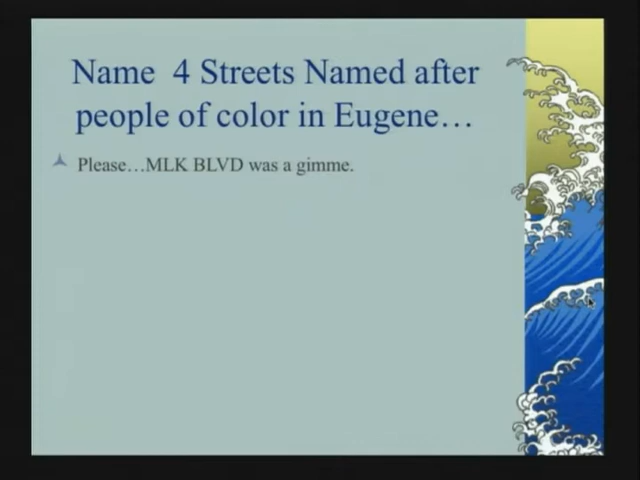 Name 4 Streets Named after
people of color in Eugene…
Please…MLK BLVD was a gimme.